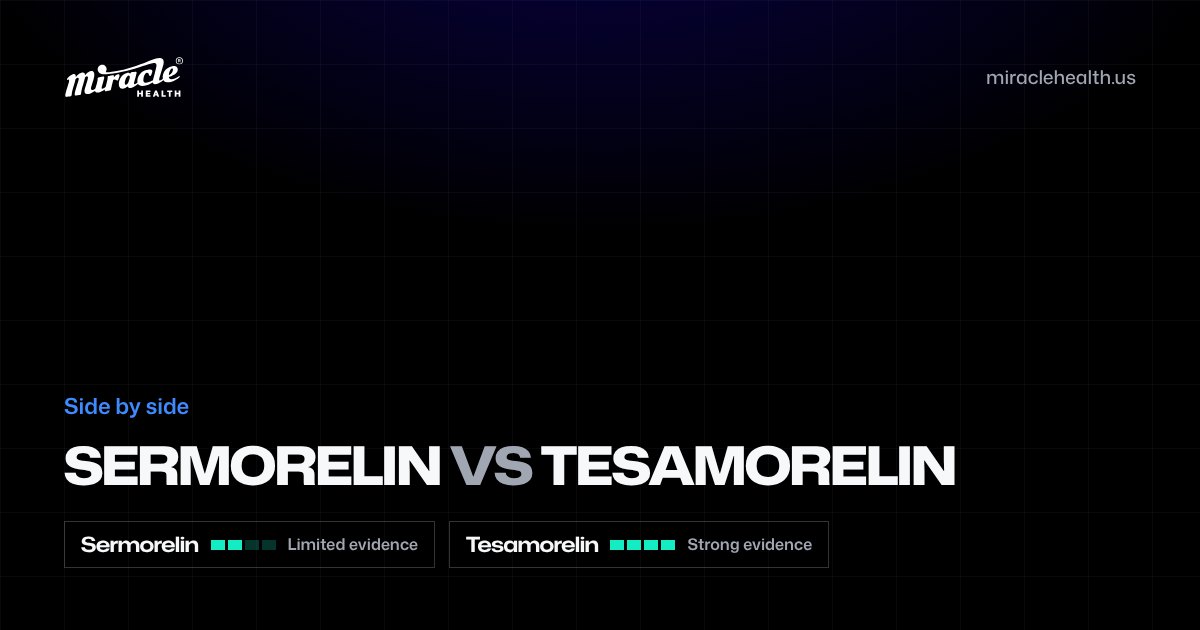 miracle®
HEALTH
miraclehealth.us
Side by side
SERMORELIN VS TESAMORELIN
Sermorelin Limited evidence
Tesamorelin Strong evidence